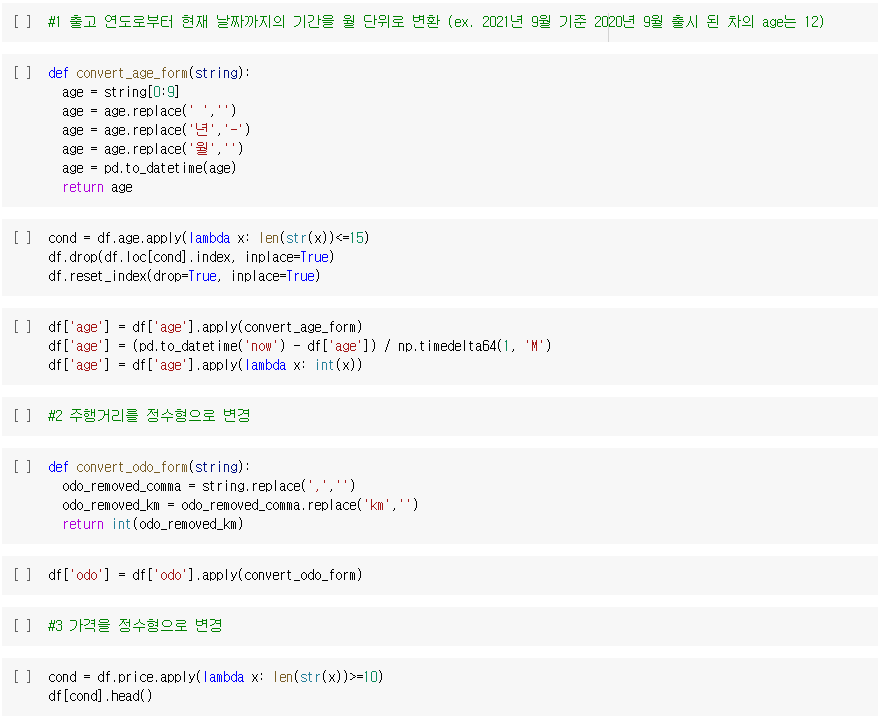 [ ] #1 출고 연도로부터 현재 날짜까지의 기간을 월 단위로 변환 (ex. 2021년 9월 기준 2020년 9월 출시 된 차의 age는 12)
[ ] def convert_age_form(string):
age = string[0:9]
age = age.replace(' ','')
age = age.replace('년','-')
age = age.replace('월','')
age = pd.to_datetime(age)
return age
[ ] cond = df.age.apply(lambda x: len(str(x))<=15)
df.drop(df.loc[cond].index, inplace=True)
df.reset_index(drop=True, inplace=True)
[ ] df['age'] = df['age'].apply(convert_age_form)
df['age'] = (pd.to_datetime('now') - df['age']) / np.timedelta64(1, 'M')
df['age'] = df['age'].apply(lambda x: int(x))
[ ] #2 주행거리를 정수형으로 변경
[ ] def convert_odo_form(string):
odo_removed_comma = string.replace(',','')
odo_removed_km = odo_removed_comma.replace('km','')
return int(odo_removed_km)
[ ] df['odo'] = df['odo'].apply(convert_odo_form)
[ ] #3 가격을 정수형으로 변경
[ ] cond = df.price.apply(lambda x: len(str(x))>=10)
df[cond].head()